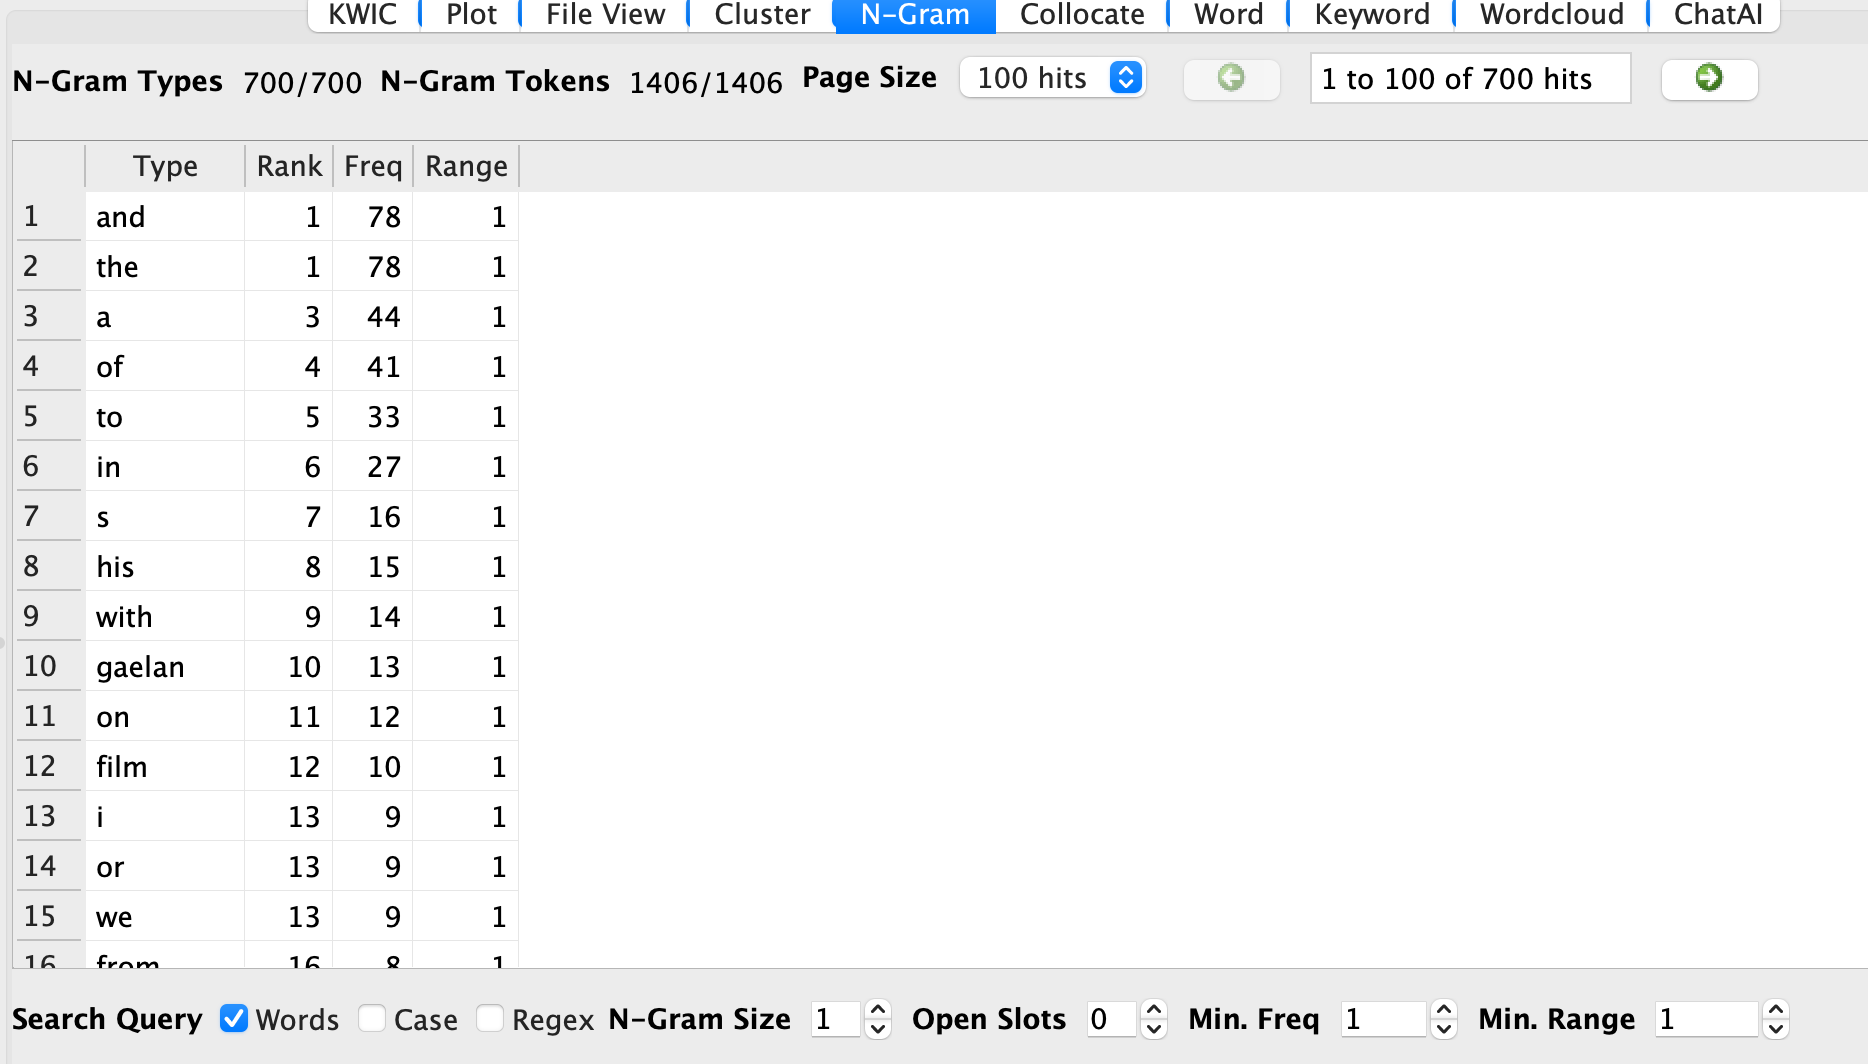 KWIC Plot File View Cluster N-Gram Collocate Word Keyword Wordcloud ChatAI
N-Gram Types 700/700 N-Gram Tokens 1406/1406 Page Size 100 hits 1 to 100 of 700 hits
Type Rank Freq Range
1 and 1 78 1
2 the 1 78 1
3 a 3 44 1
4 of 4 41 1
5 to 5 33 1
6 in 6 27 1
7 s 7 16 1
8 his 8 15 1
9 with 9 14 1
10 gaelan 10 13 1
11 on 11 12 1
12 film 12 10 1
13 i 13 9 1
14 or 13 9 1
15 we 13 9 1
16 from 16 8 1
Search Query Words Case Regex N-Gram Size 1 Open Slots 0 Min. Freq 1 Min. Range 1